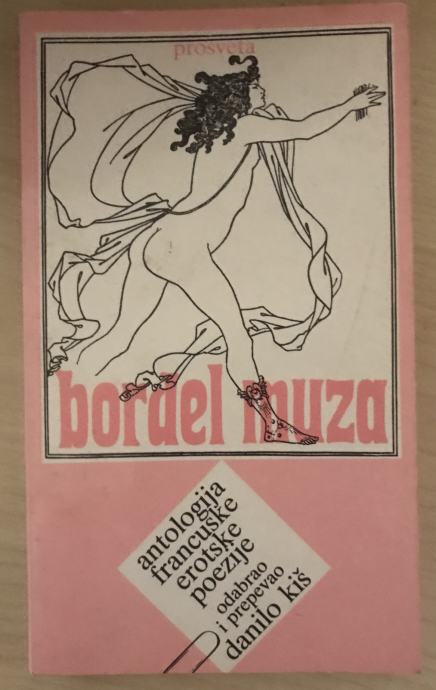 prosveta
bordel muza
antologija
francuske
erotske
poezije
odabrao
i prepevao
danilo kiš